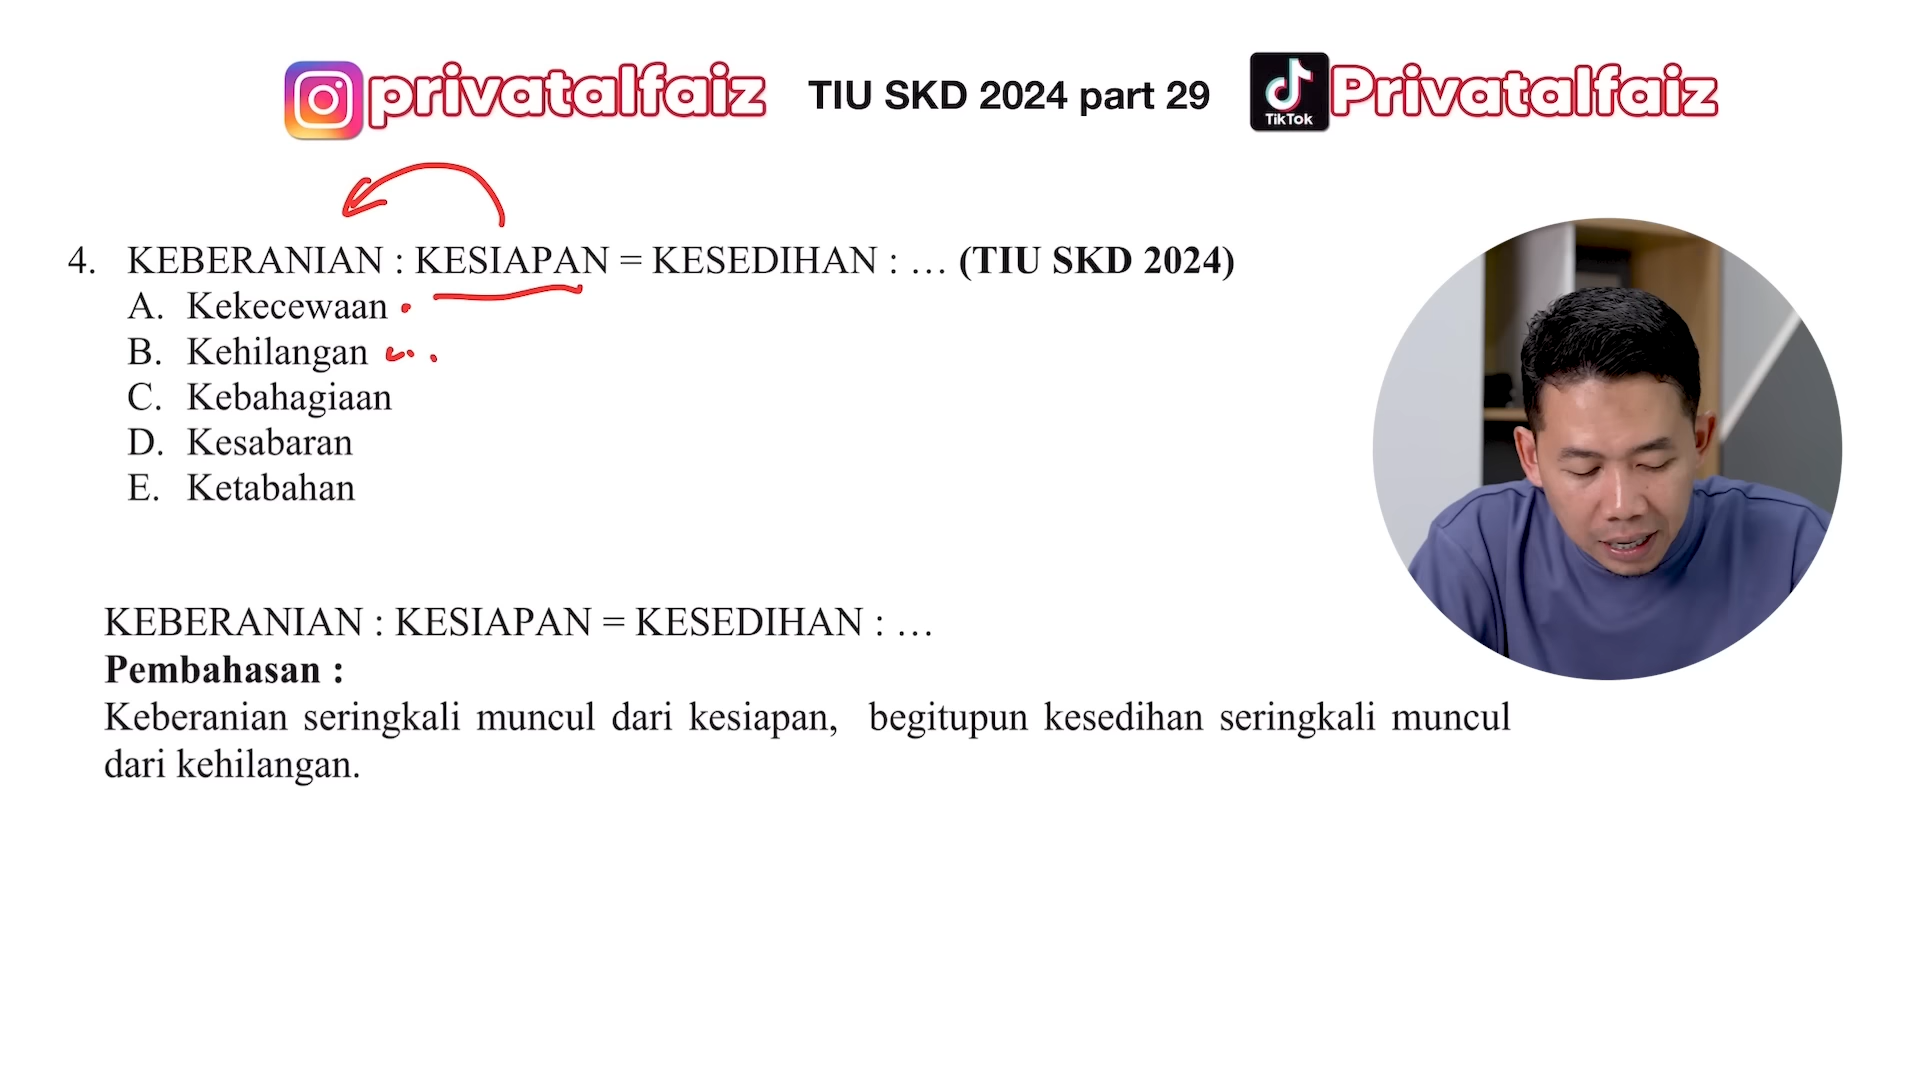 privatalfaiz TIU SKD 2024 part 29 TikTok Privatalfaiz
4. KEBERANIAN : KESIAPAN = KESEDIHAN : … (TIU SKD 2024)
A. Kekecewaan
B. Kehilangan
C. Kebahagiaan
D. Kesabaran
E. Ketabahan
KEBERANIAN : KESIAPAN = KESEDIHAN : …
Pembahasan :
Keberanian seringkali muncul dari kesiapan, begitupun kesedihan seringkali muncul
dari kehilangan.